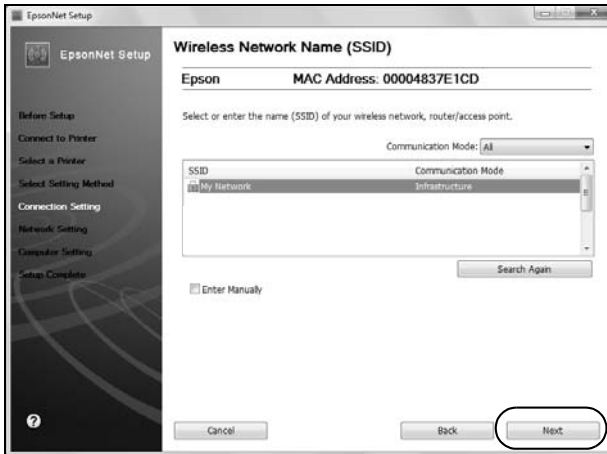 EpsonNet Setup
EpsonNet Setup
Wireless Network Name (SSID)
Epson MAC Address: 00004837E1CD
Before Setup
Connect to Printer
Select a Printer
Select Setting Method
Connection Setting
Network Setting
Computer Setting
Setup Complete
Select or enter the name (SSID) of your wireless network, router/access point.
Communication Mode: All
SSID Communication Mode
My Network Infrastructure
Search Again
Enter Manually
?
Cancel Back Next